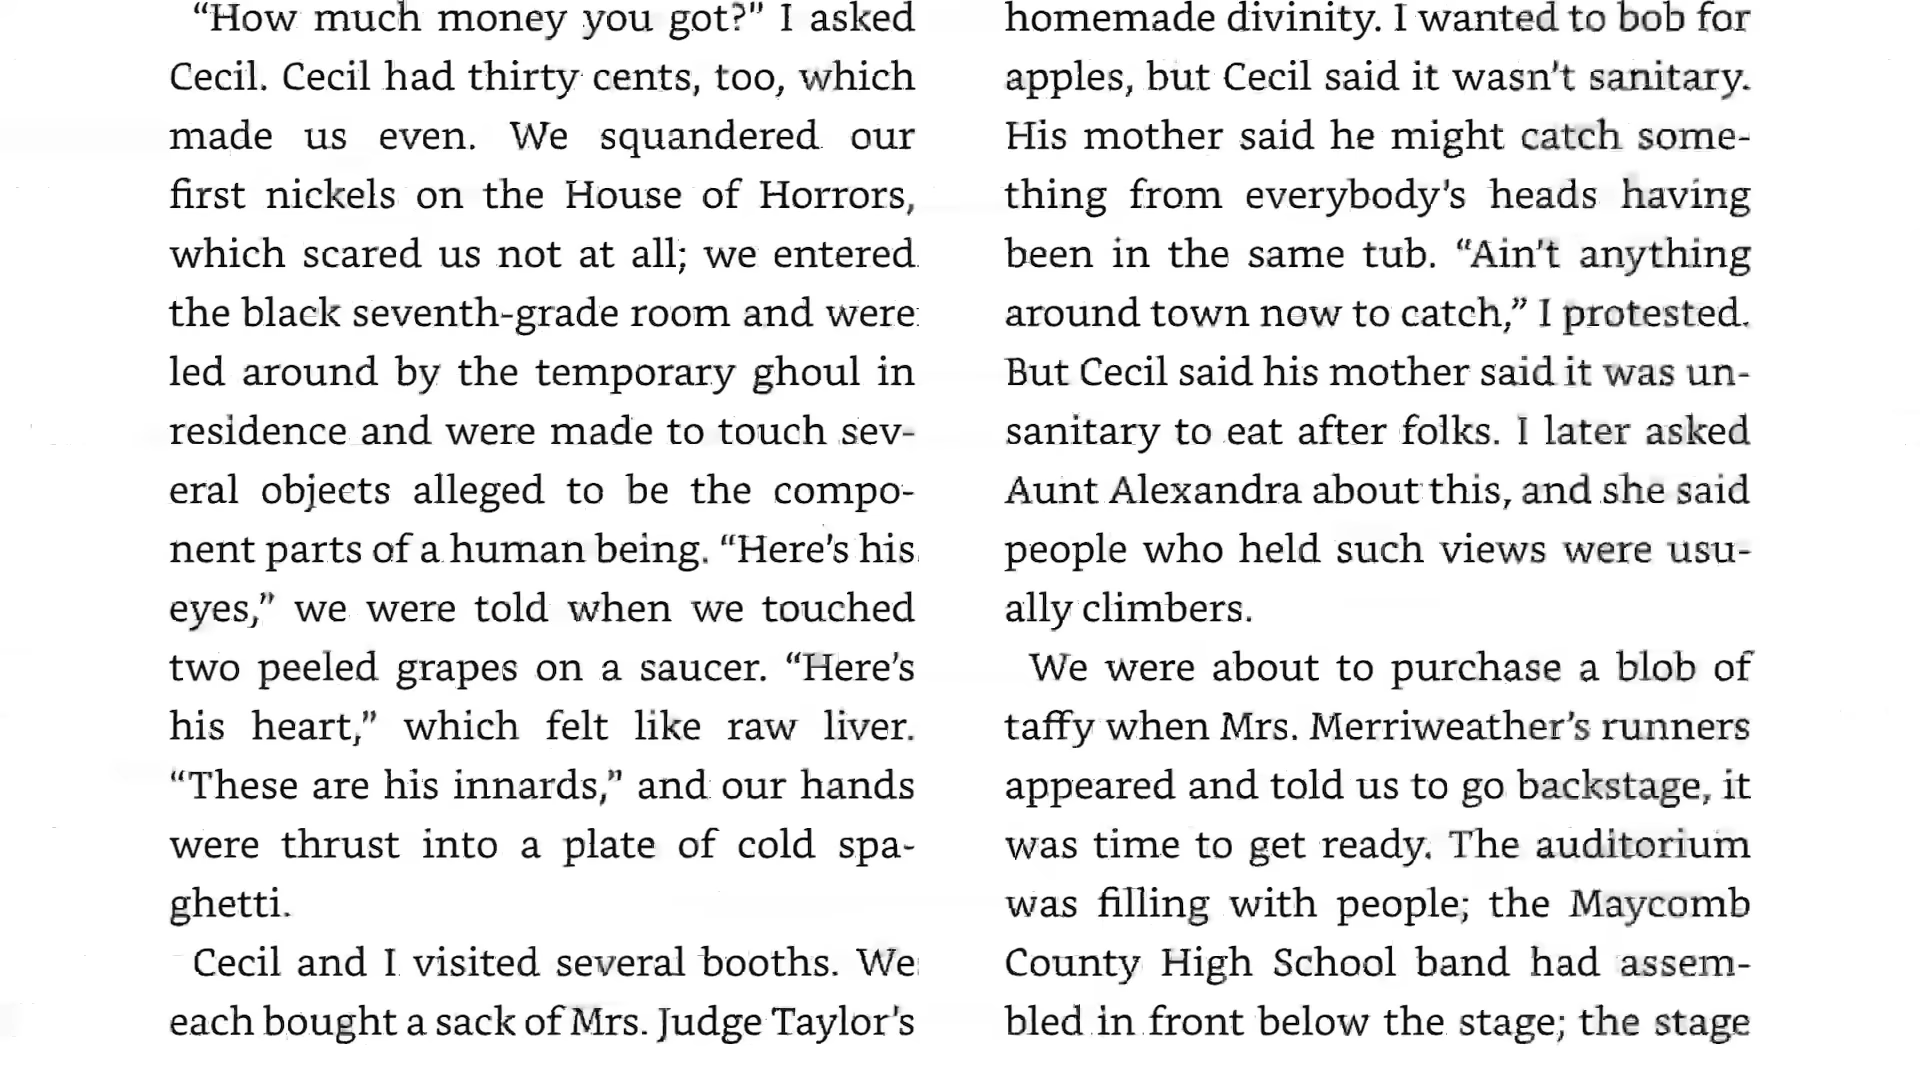 “How much money you got?” I asked
Cecil. Cecil had thirty cents, too, which
made us even. We squandered our
first nickels on the House of Horrors,
which scared us not at all; we entered
the black seventh-grade room and were
led around by the temporary ghoul in
residence and were made to touch sev-
eral objects alleged to be the compo-
nent parts of a human being. “Here’s his
eyes,” we were told when we touched
two peeled grapes on a saucer. “Here’s
his heart,” which felt like raw liver.
“These are his innards,” and our hands
were thrust into a plate of cold spa-
ghetti.
Cecil and I visited several booths. We
each bought a sack of Mrs. Judge Taylor’s
homemade divinity. I wanted to bob for
apples, but Cecil said it wasn’t sanitary.
His mother said he might catch some-
thing from everybody’s heads having
been in the same tub. “Ain’t anything
around town now to catch,” I protested.
But Cecil said his mother said it was un-
sanitary to eat after folks. I later asked
Aunt Alexandra about this, and she said
people who held such views were usu-
ally climbers.
We were about to purchase a blob of
taffy when Mrs. Merriweather’s runners
appeared and told us to go backstage, it
was time to get ready. The auditorium
was filling with people; the Maycomb
County High School band had assem-
bled in front below the stage; the stage